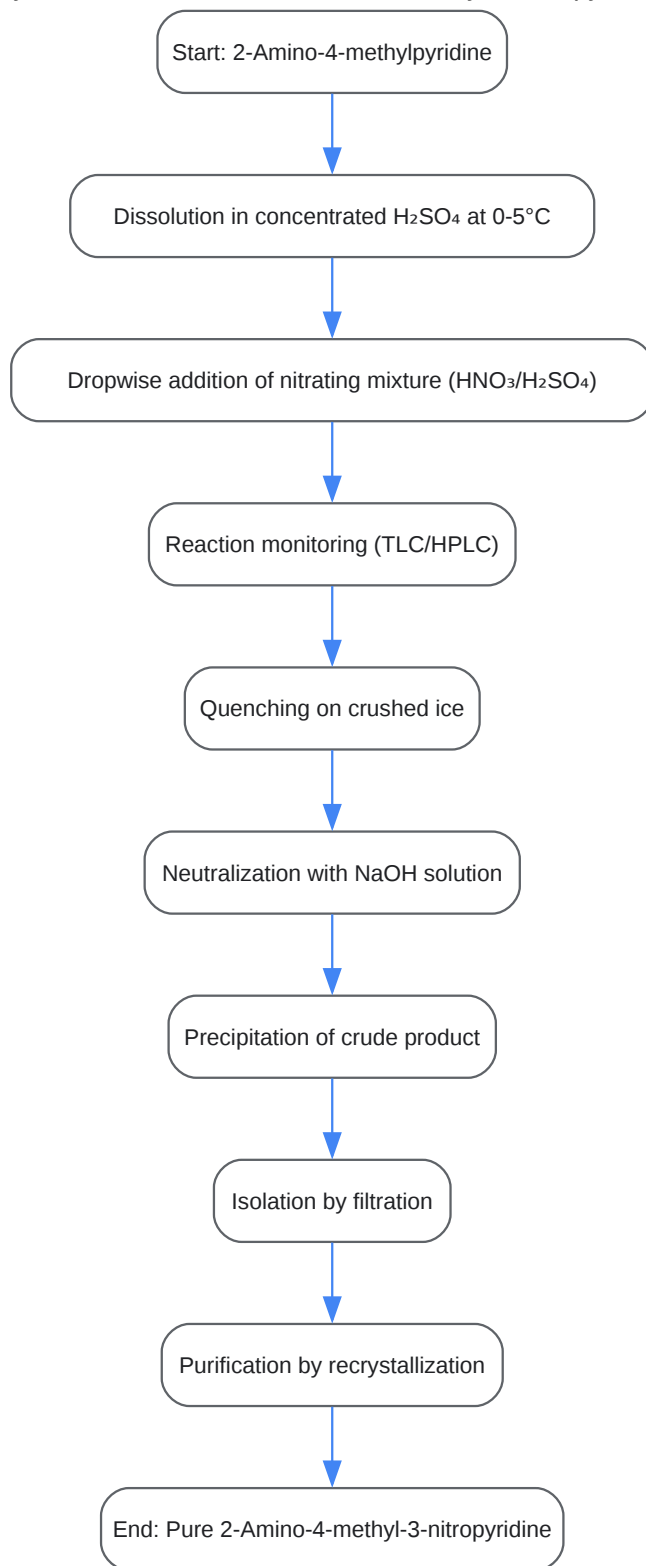 Start: 2-Amino-4-methylpyridine
Dissolution in concentrated H₂SO₄ at 0-5°C
Dropwise addition of nitrating mixture (HNO₃/H₂SO₄)
Reaction monitoring (TLC/HPLC)
Quenching on crushed ice
Neutralization with NaOH solution
Precipitation of crude product
Isolation by filtration
Purification by recrystallization
End: Pure 2-Amino-4-methyl-3-nitropyridine